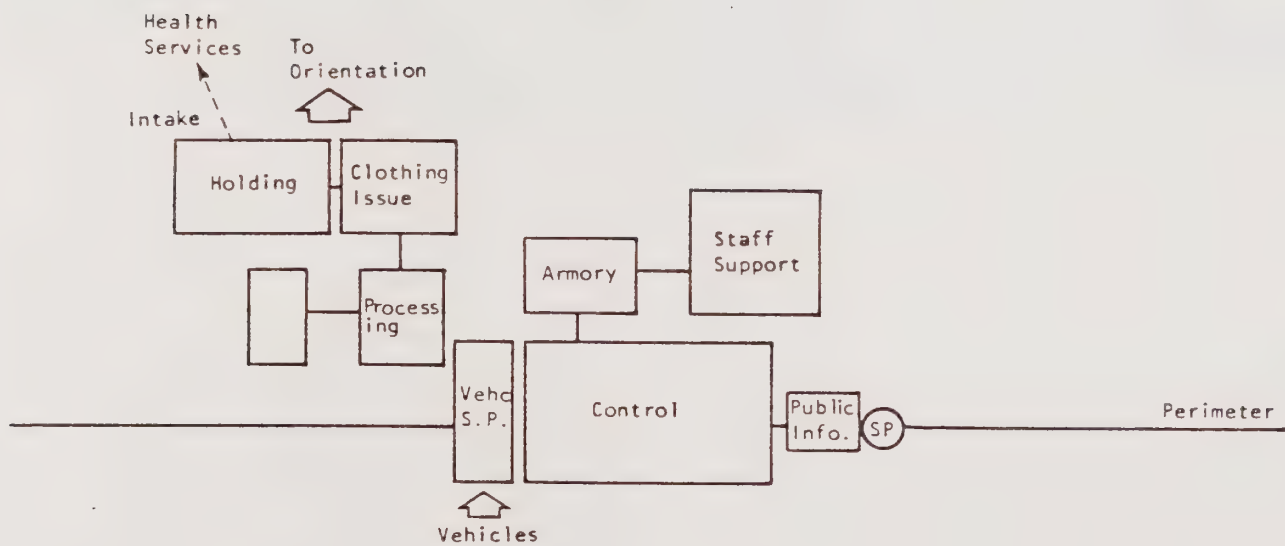 Health
Services
To
Orientation
Intake
Holding
Clothing
Issue
Staff
Support
Armory
Process
ing
Vehc
S.P.
Control
Public
Info.
SP
Perimeter
Vehicles